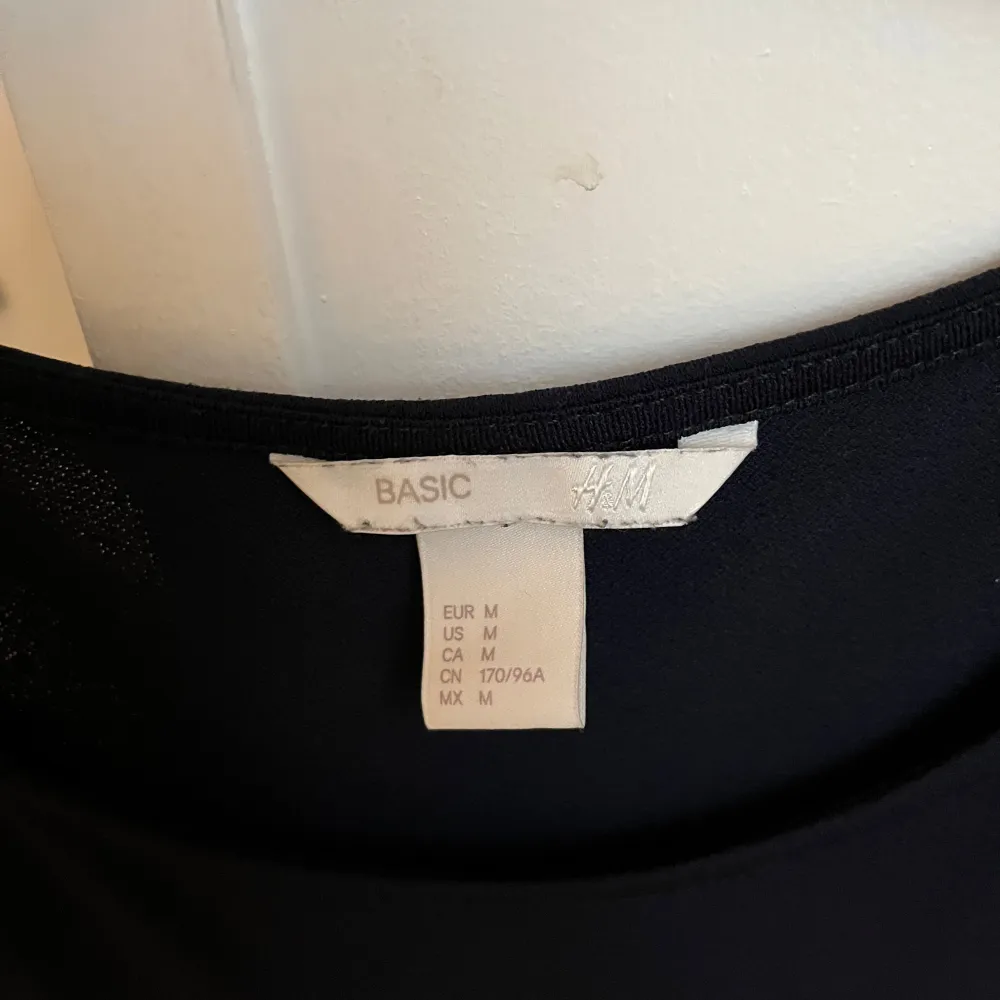 BASIC H&M
EUR M
US M
CA M
CN 170/96A
MX M